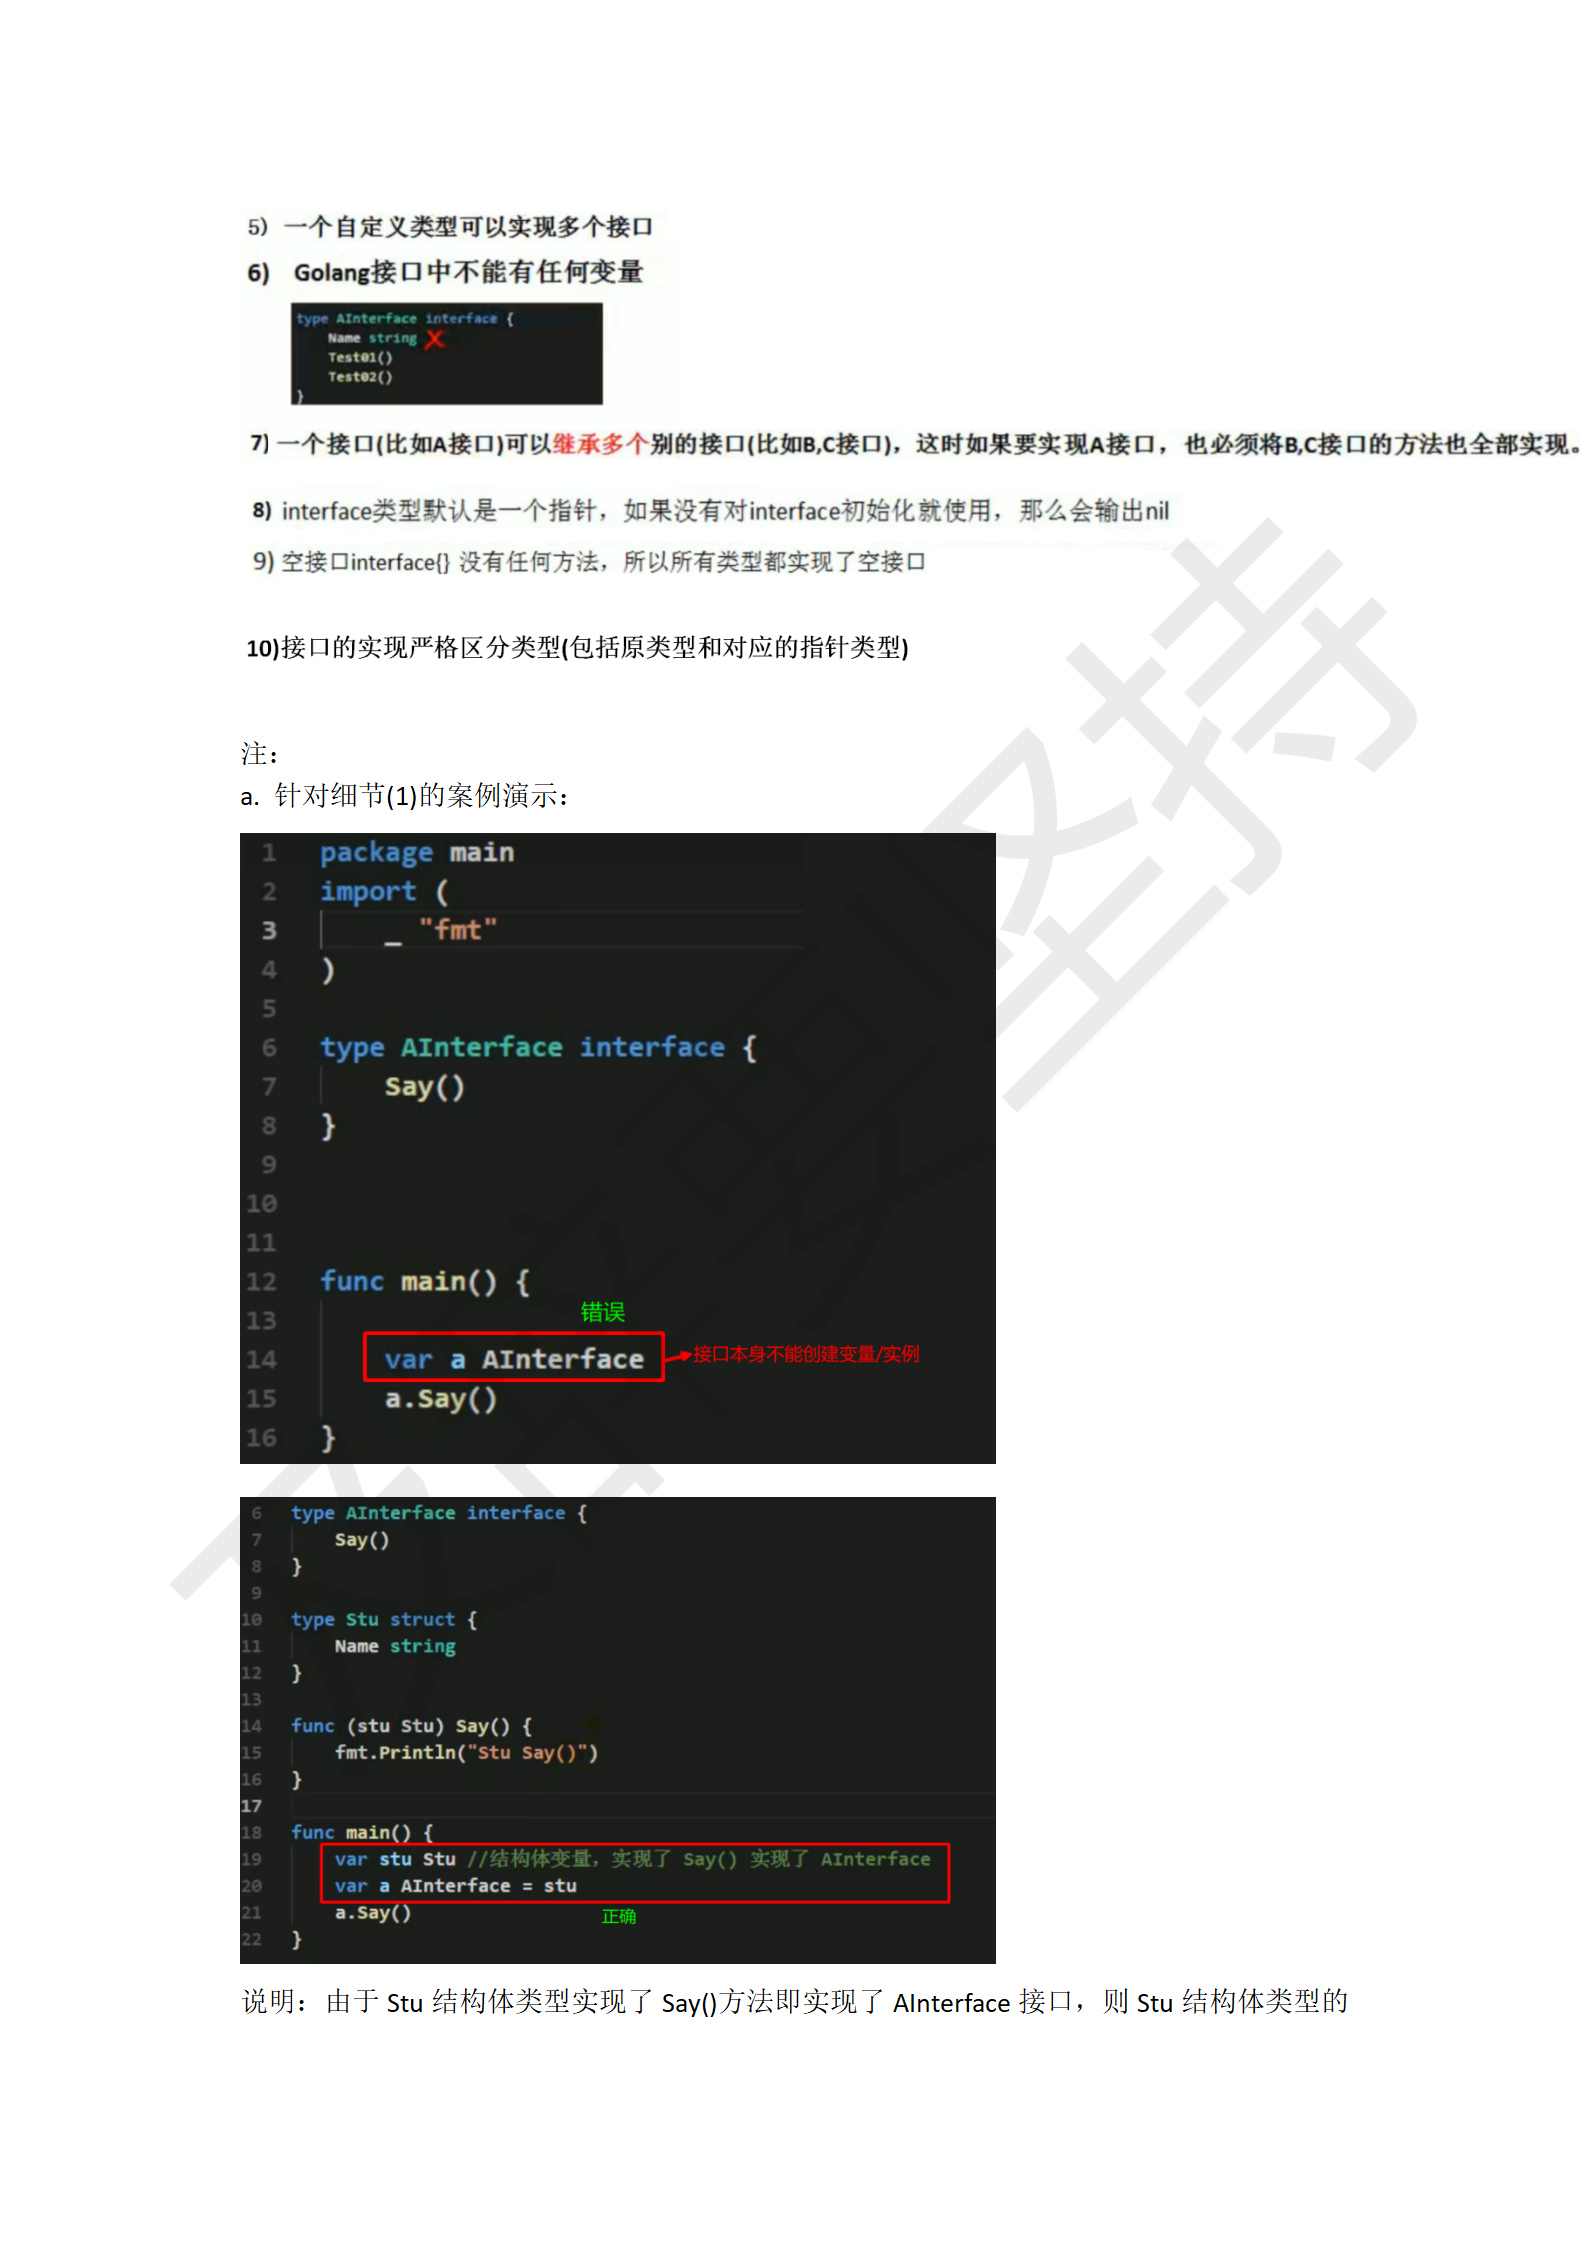 5) 一个自定义类型可以实现多个接口
6) Golang接口中不能有任何变量
type AInterface interface {
Name string
Test01()
Test02()
}
7) 一个接口(比如A接口)可以继承多个别的接口(比如B,C接口)，这时如果要实现A接口，也必须将B,C接口的方法也全部实现。
8) interface类型默认是一个指针，如果没有对interface初始化就使用，那么会输出nil
9) 空接口interface{} 没有任何方法，所以所有类型都实现了空接口
10)接口的实现严格区分类型(包括原类型和对应的指针类型)
注：
a. 针对细节(1)的案例演示：
1 package main
2 import (
3 _ "fmt"
4 )
5
6 type AInterface interface {
7 Say()
8 }
9
10
11
12 func main() {
错误
13
14 var a AInterface 接口本身不能创建变量/实例
15 a.Say()
16 }
6 type AInterface interface {
7 Say()
8 }
9
10 type Stu struct {
11 Name string
12 }
13
14 func (stu Stu) Say() {
15 fmt.Println("Stu Say()")
16 }
17
18 func main() {
19 var stu Stu //结构体变量，实现了 Say() 实现了 AInterface
20 var a AInterface = stu
21 a.Say() 正确
22 }
说明：由于 Stu 结构体类型实现了 Say()方法即实现了 AInterface 接口，则 Stu 结构体类型的
坚持